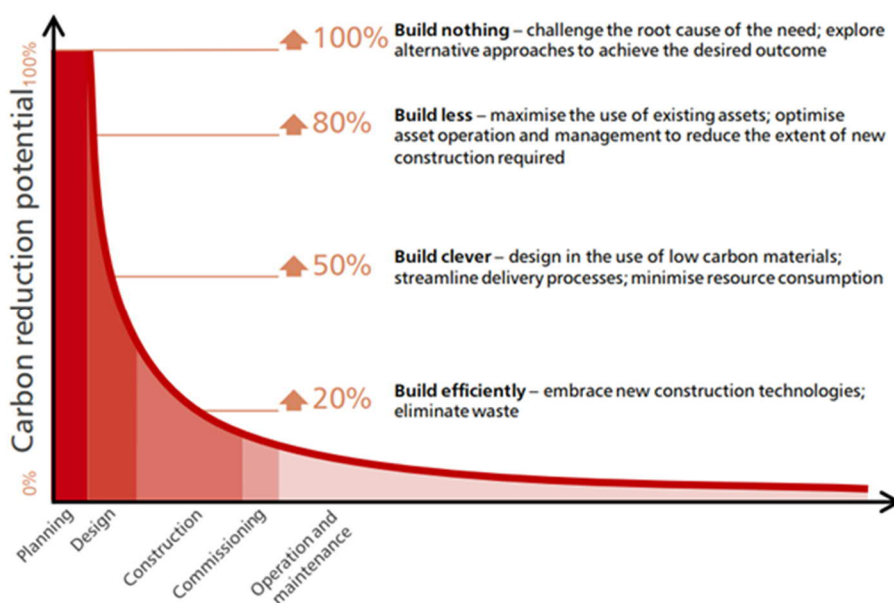 100%
Carbon reduction potential
0%
100%
Build nothing – challenge the root cause of the need; explore
alternative approaches to achieve the desired outcome
80%
Build less – maximise the use of existing assets; optimise
asset operation and management to reduce the extent of new
construction required
50%
Build clever – design in the use of low carbon materials;
streamline delivery processes; minimise resource consumption
20%
Build efficiently – embrace new construction technologies;
eliminate waste
Planning
Design
Construction
Commissioning
Operation and
maintenance